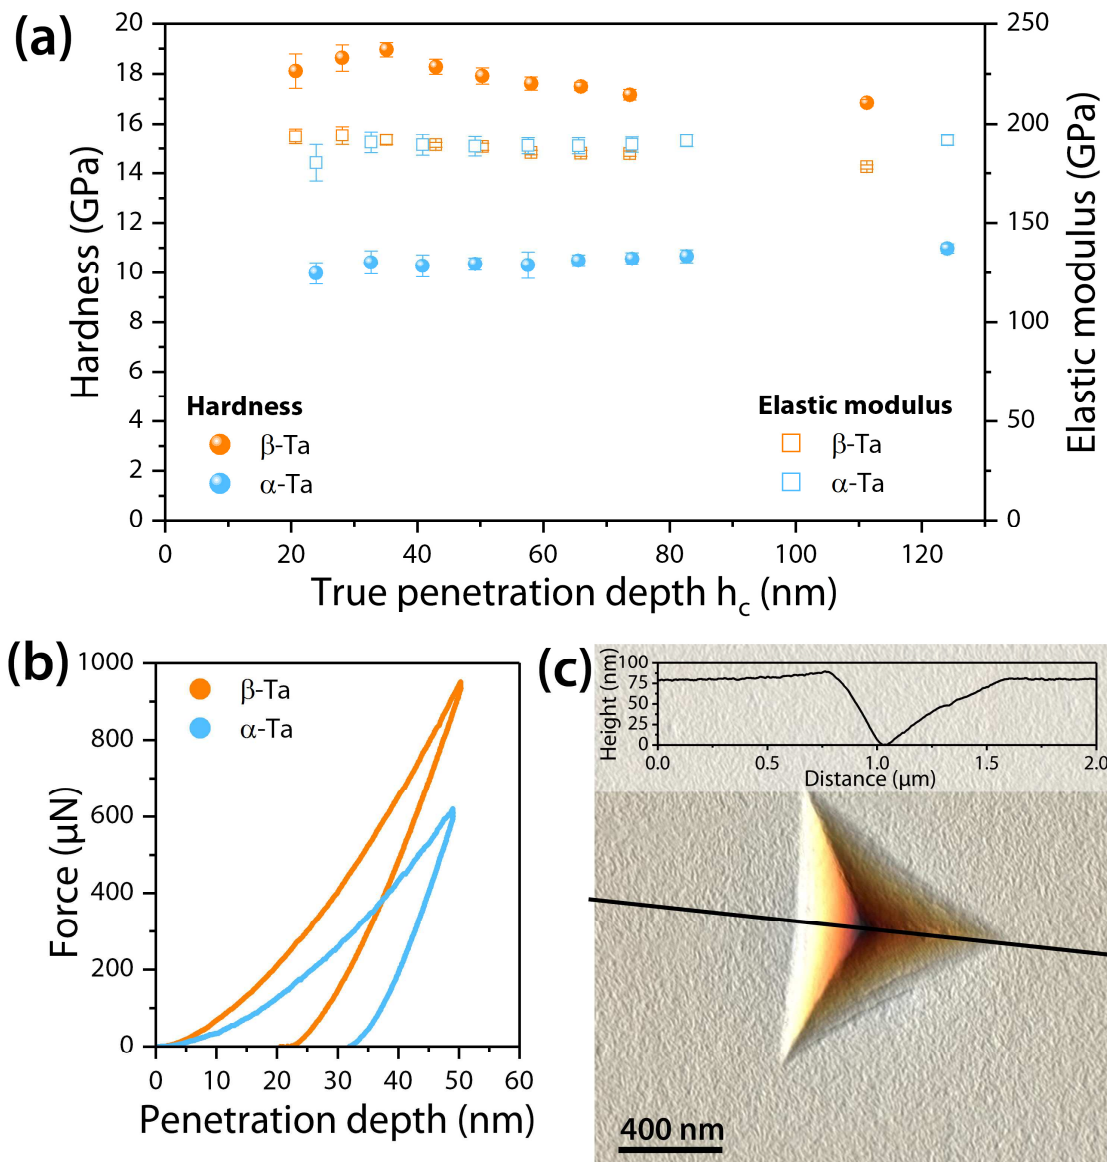 (a)
20
18
16
14
12
10
8
6
4
2
0
Hardness (GPa)
250
200
150
100
50
0
Elastic modulus (GPa)
Hardness
β-Ta
α-Ta
Elastic modulus
β-Ta
α-Ta
0 20 40 60 80 100 120
True penetration depth hc (nm)
(b)
1000
800
600
400
200
0
Force (μN)
β-Ta
α-Ta
0 10 20 30 40 50 60
Penetration depth (nm)
(c)
100
75
50
25
0
Height (nm)
0.0 0.5 1.0 1.5 2.0
Distance (μm)
400 nm